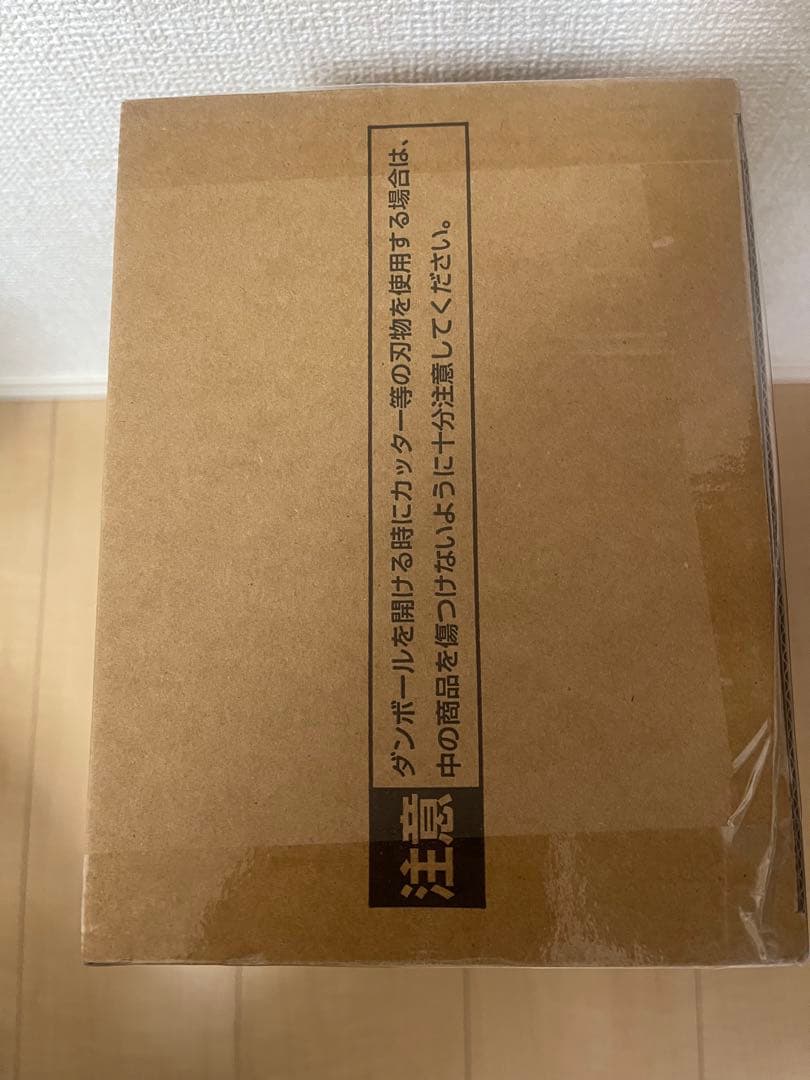 注意
ダンボールを開ける時にカッター等の刃物を使用する場合は、
中の商品を傷つけないように十分注意してください。